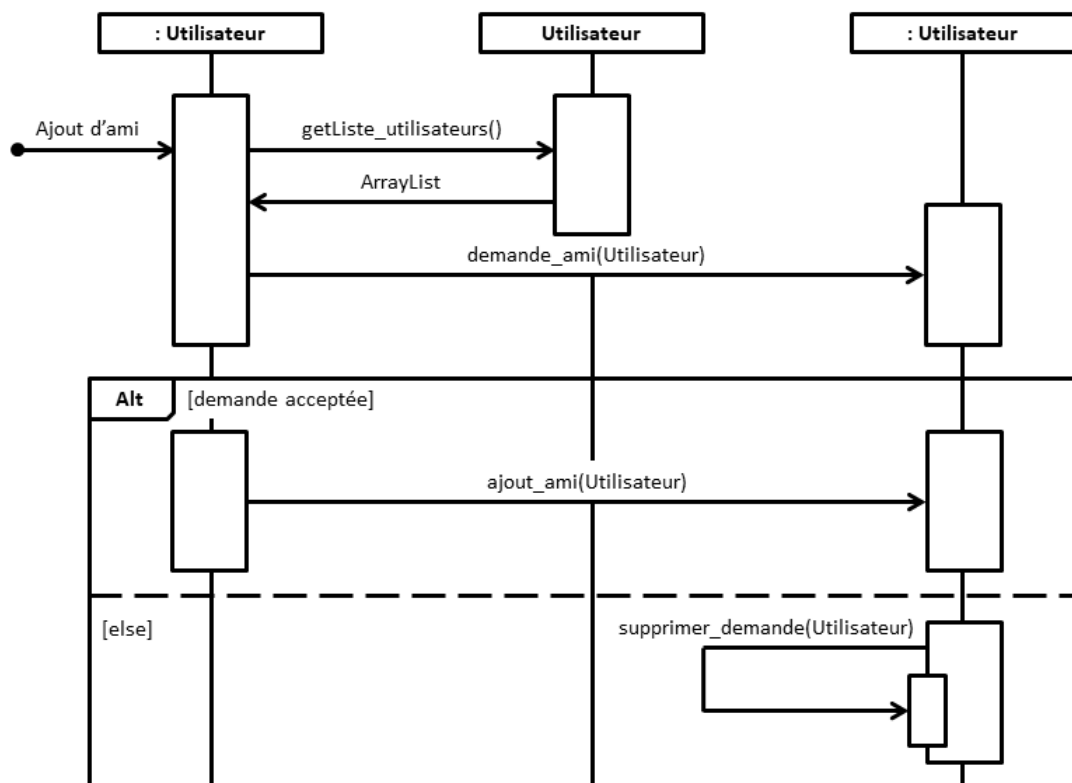 : Utilisateur
Utilisateur
: Utilisateur
Ajout d'ami
getListe_utilisateurs()
ArrayList
demande_ami(Utilisateur)
Alt
[demande acceptée]
ajout_ami(Utilisateur)
[else]
supprimer_demande(Utilisateur)